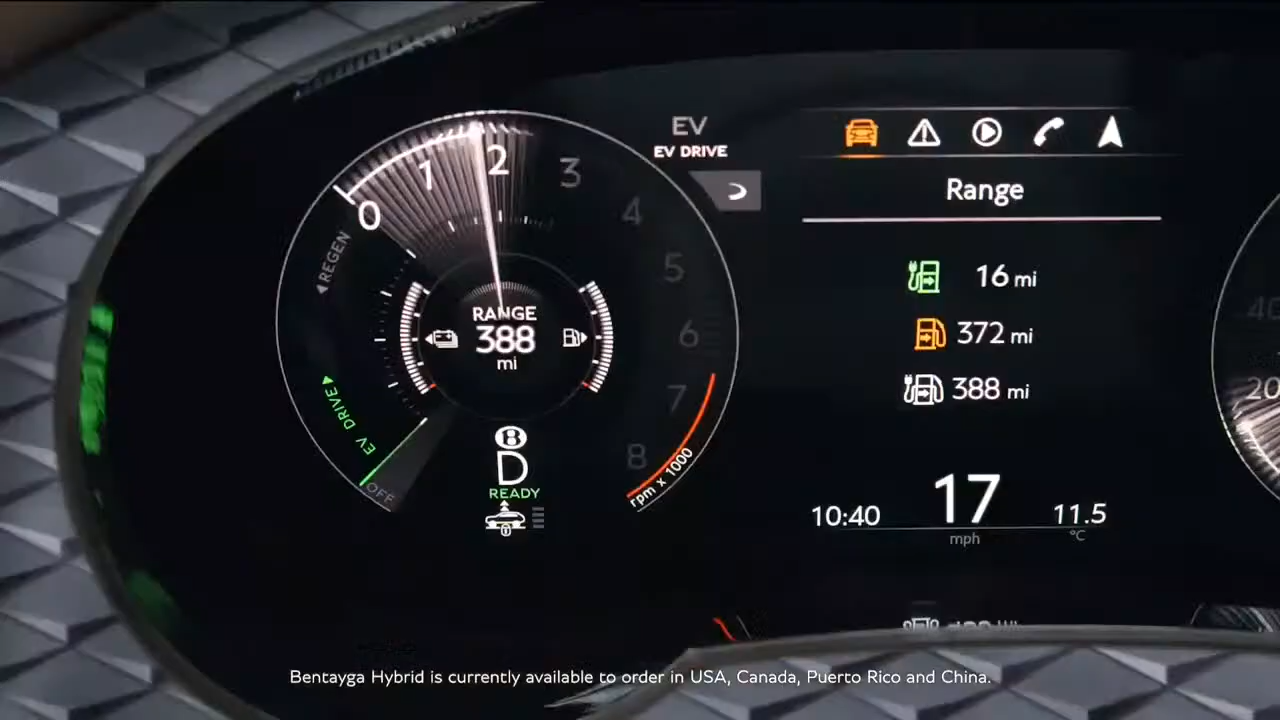 EV
EV DRIVE
0
1
2
3
4
5
6
7
8
rpm x 1000
REGEN
EV DRIVE
OFF
RANGE
388
mi
B
D
READY
Range
16 mi
372 mi
388 mi
10:40
17
mph
11.5
°C
40
20
Bentayga Hybrid is currently available to order in USA, Canada, Puerto Rico and China.